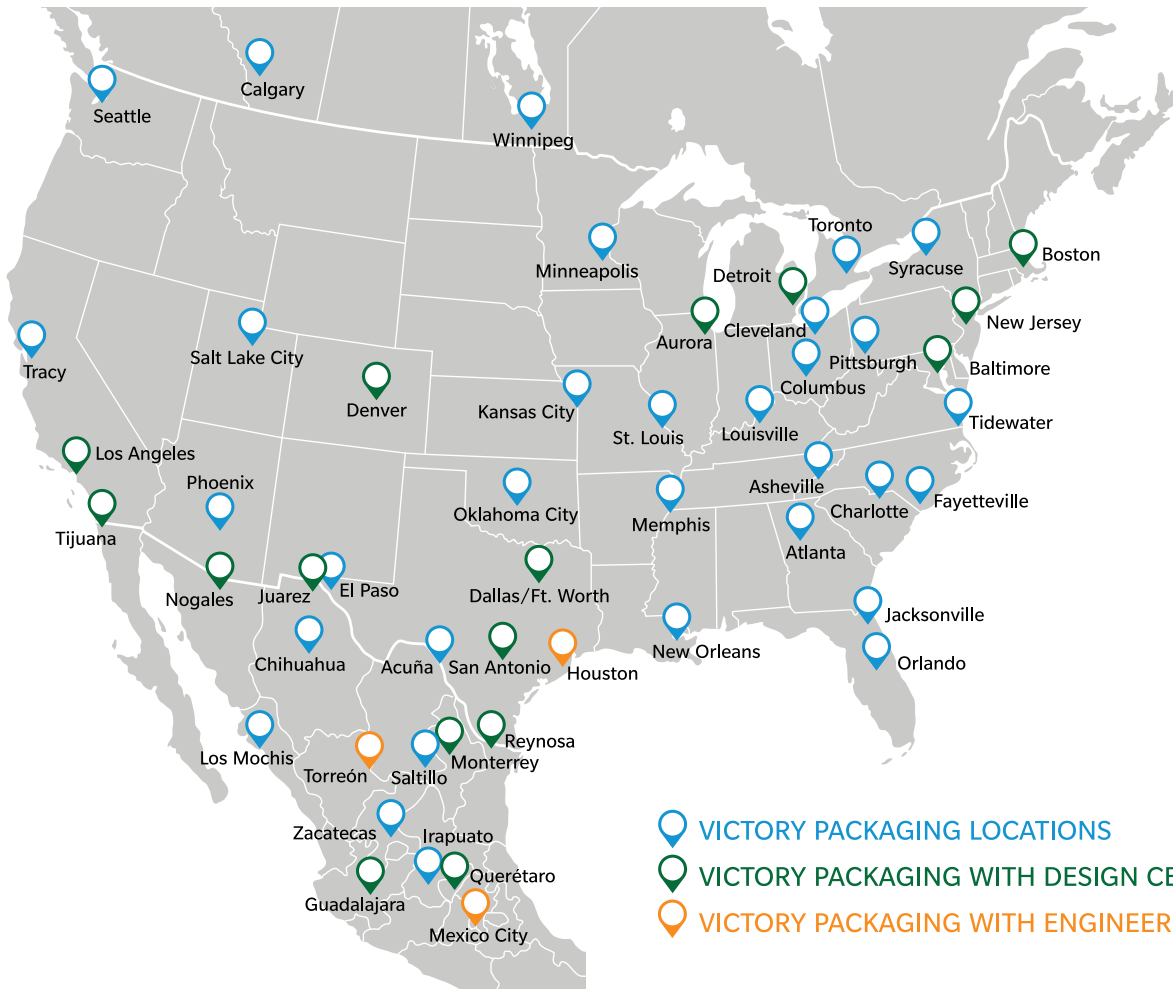 Calgary
Seattle
Winnipeg
Toronto
Minneapolis
Syracuse
Boston
Detroit
New Jersey
Aurora
Cleveland
Salt Lake City
Pittsburgh
Baltimore
Tracy
Columbus
Denver
Kansas City
Tidewater
St. Louis
Louisville
Los Angeles
Phoenix
Asheville
Fayetteville
Oklahoma City
Memphis
Charlotte
Tijuana
Atlanta
Nogales
Juarez
El Paso
Dallas/Ft. Worth
Jacksonville
New Orleans
Chihuahua
Acuña
San Antonio
Houston
Orlando
Reynosa
Los Mochis
Monterrey
Torreón
Saltillo
Zacatecas
Irapuato
Querétaro
Guadalajara
Mexico City
VICTORY PACKAGING LOCATIONS
VICTORY PACKAGING WITH DESIGN CE
VICTORY PACKAGING WITH ENGINEER